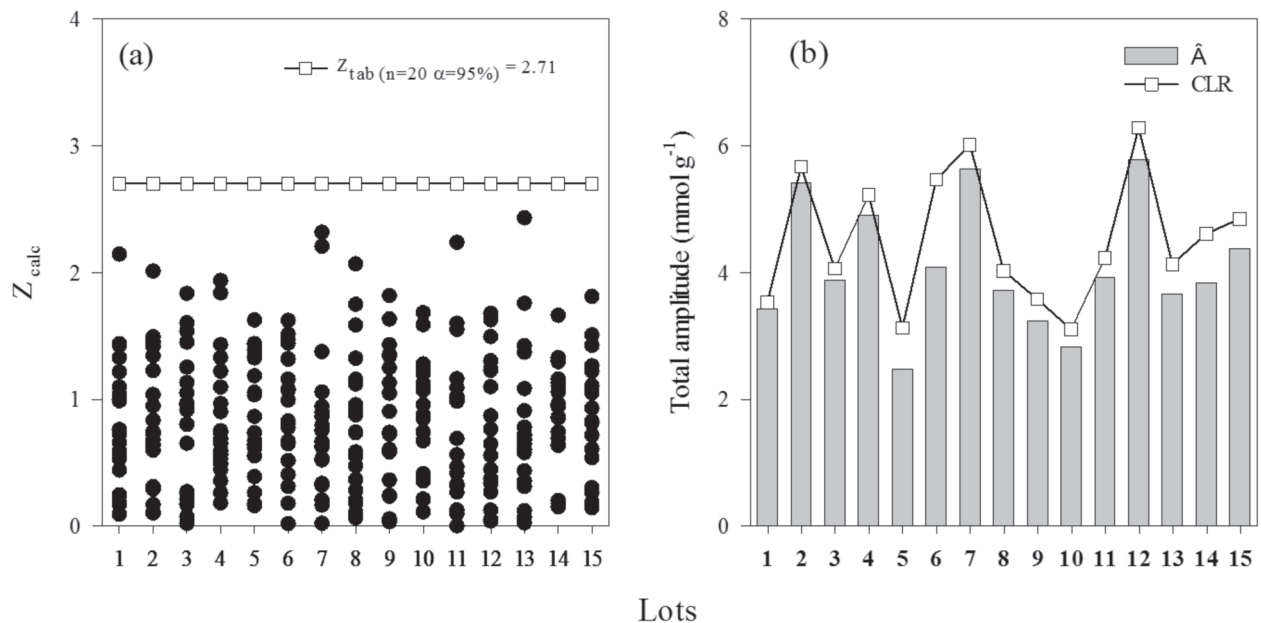 (a)
Z tab (n=20 α=95%) = 2.71
Z calc
4
3
2
1
0
1 2 3 4 5 6 7 8 9 10 11 12 13 14 15
(b)
Â
CLR
Total amplitude (mmol g-1)
8
6
4
2
0
1 2 3 4 5 6 7 8 9 10 11 12 13 14 15
Lots